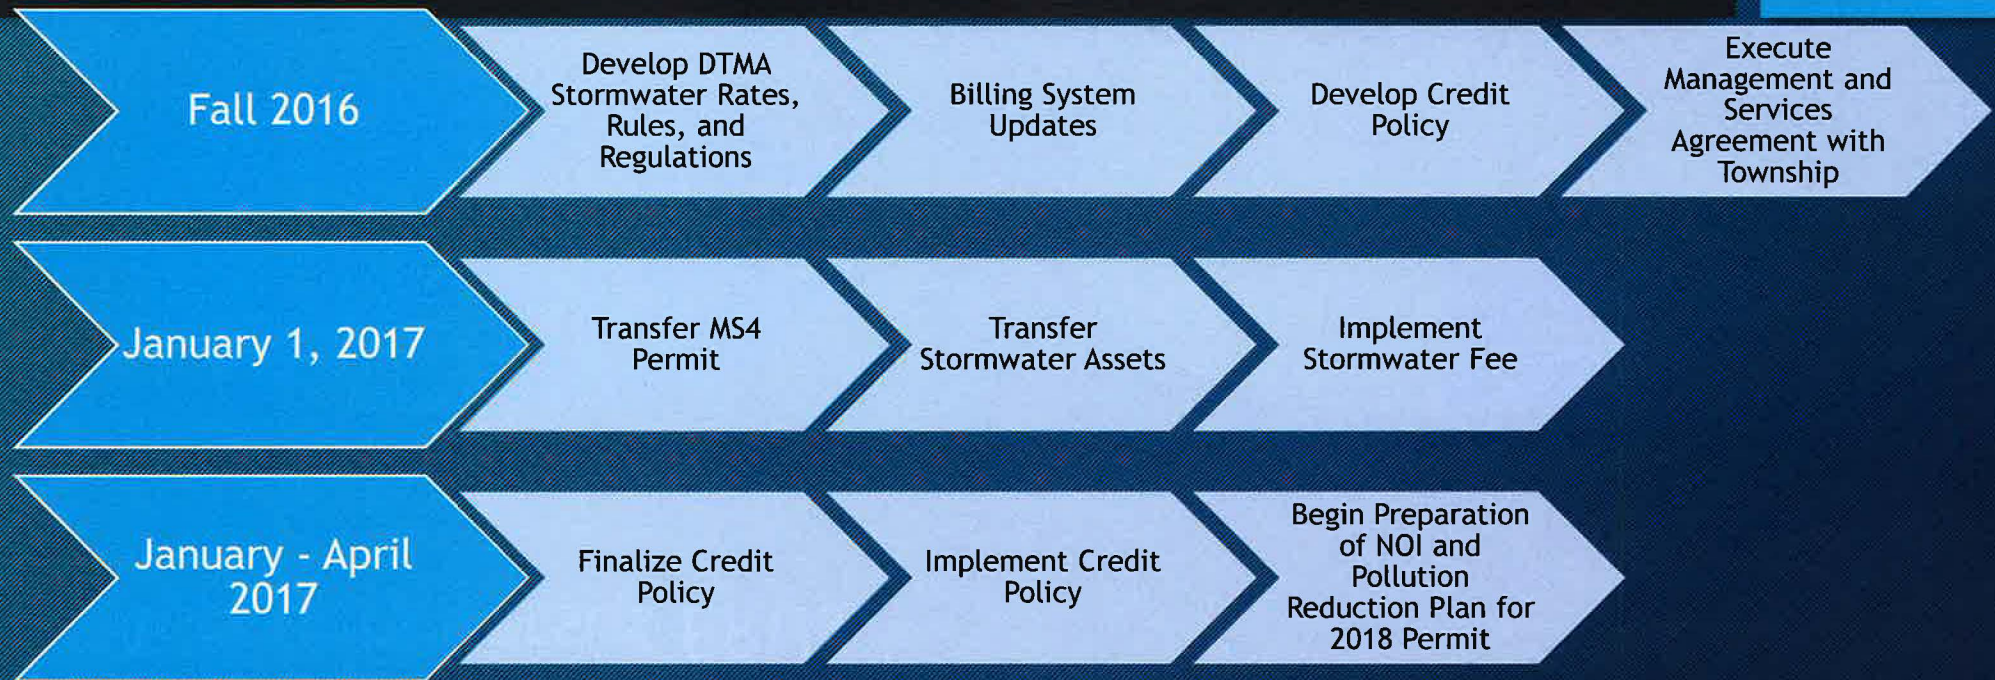 Fall 2016
Develop DTMA
Stormwater Rates,
Rules, and
Regulations
Billing System
Updates
Develop Credit
Policy
Execute
Management and
Services
Agreement with
Township
January 1, 2017
Transfer MS4
Permit
Transfer
Stormwater Assets
Implement
Stormwater Fee
January - April
2017
Finalize Credit
Policy
Implement Credit
Policy
Begin Preparation
of NOI and
Pollution
Reduction Plan for
2018 Permit